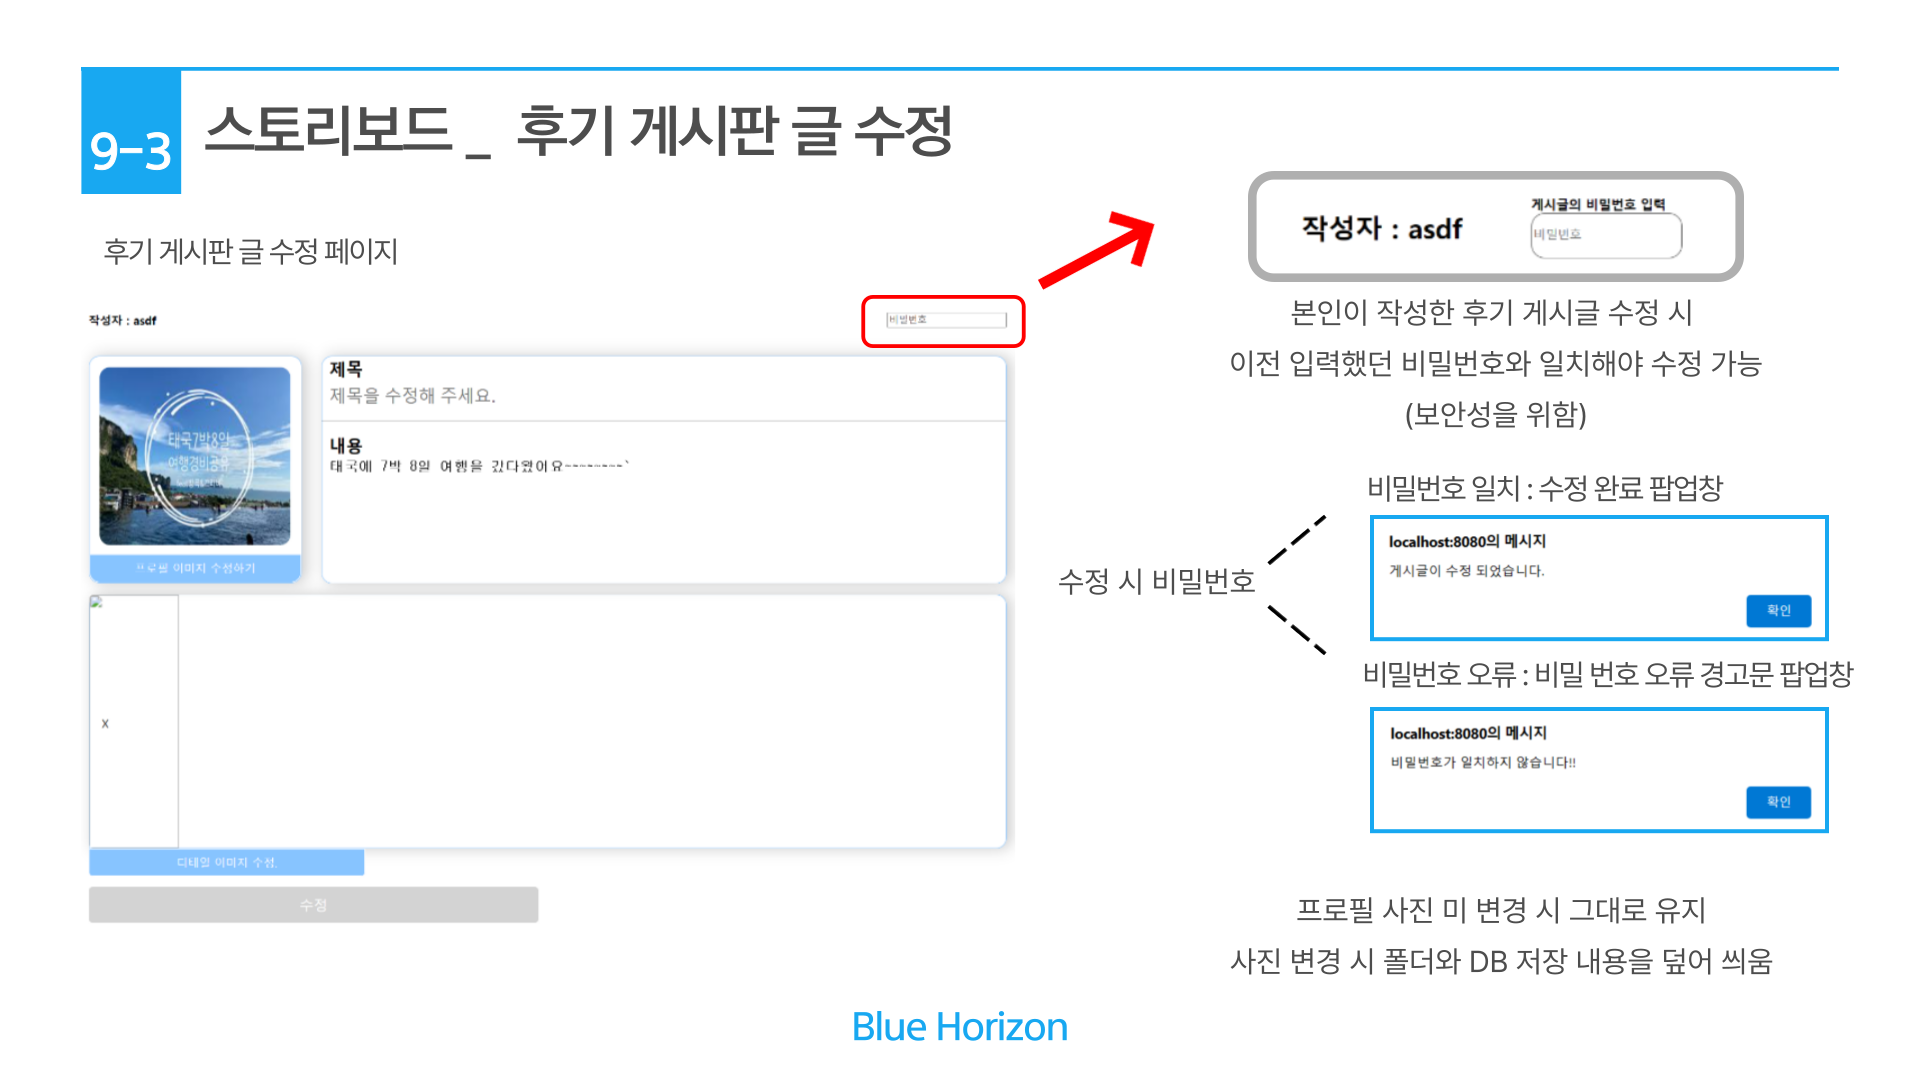 9-3
스토리보드 _ 후기 게시판 글 수정
후기 게시판 글 수정 페이지
작성자 : asdf
비밀번호
태국7박8일
여행경비공유
프로필 이미지 수정하기
제목
제목을 수정해 주세요.
내용
태국에 7박 8일 여행을 갔다왔어요~~~~~~~~`
X
디테일 이미지 수정.
수정
작성자 : asdf
게시글의 비밀번호 입력
비밀번호
본인이 작성한 후기 게시글 수정 시
이전 입력했던 비밀번호와 일치해야 수정 가능
(보안성을 위함)
수정 시 비밀번호
비밀번호 일치 : 수정 완료 팝업창
localhost:8080의 메시지
게시글이 수정 되었습니다.
확인
비밀번호 오류 : 비밀 번호 오류 경고문 팝업창
localhost:8080의 메시지
비밀번호가 일치하지 않습니다!!
확인
프로필 사진 미 변경 시 그대로 유지
사진 변경 시 폴더와 DB 저장 내용을 덮어 씌움
Blue Horizon